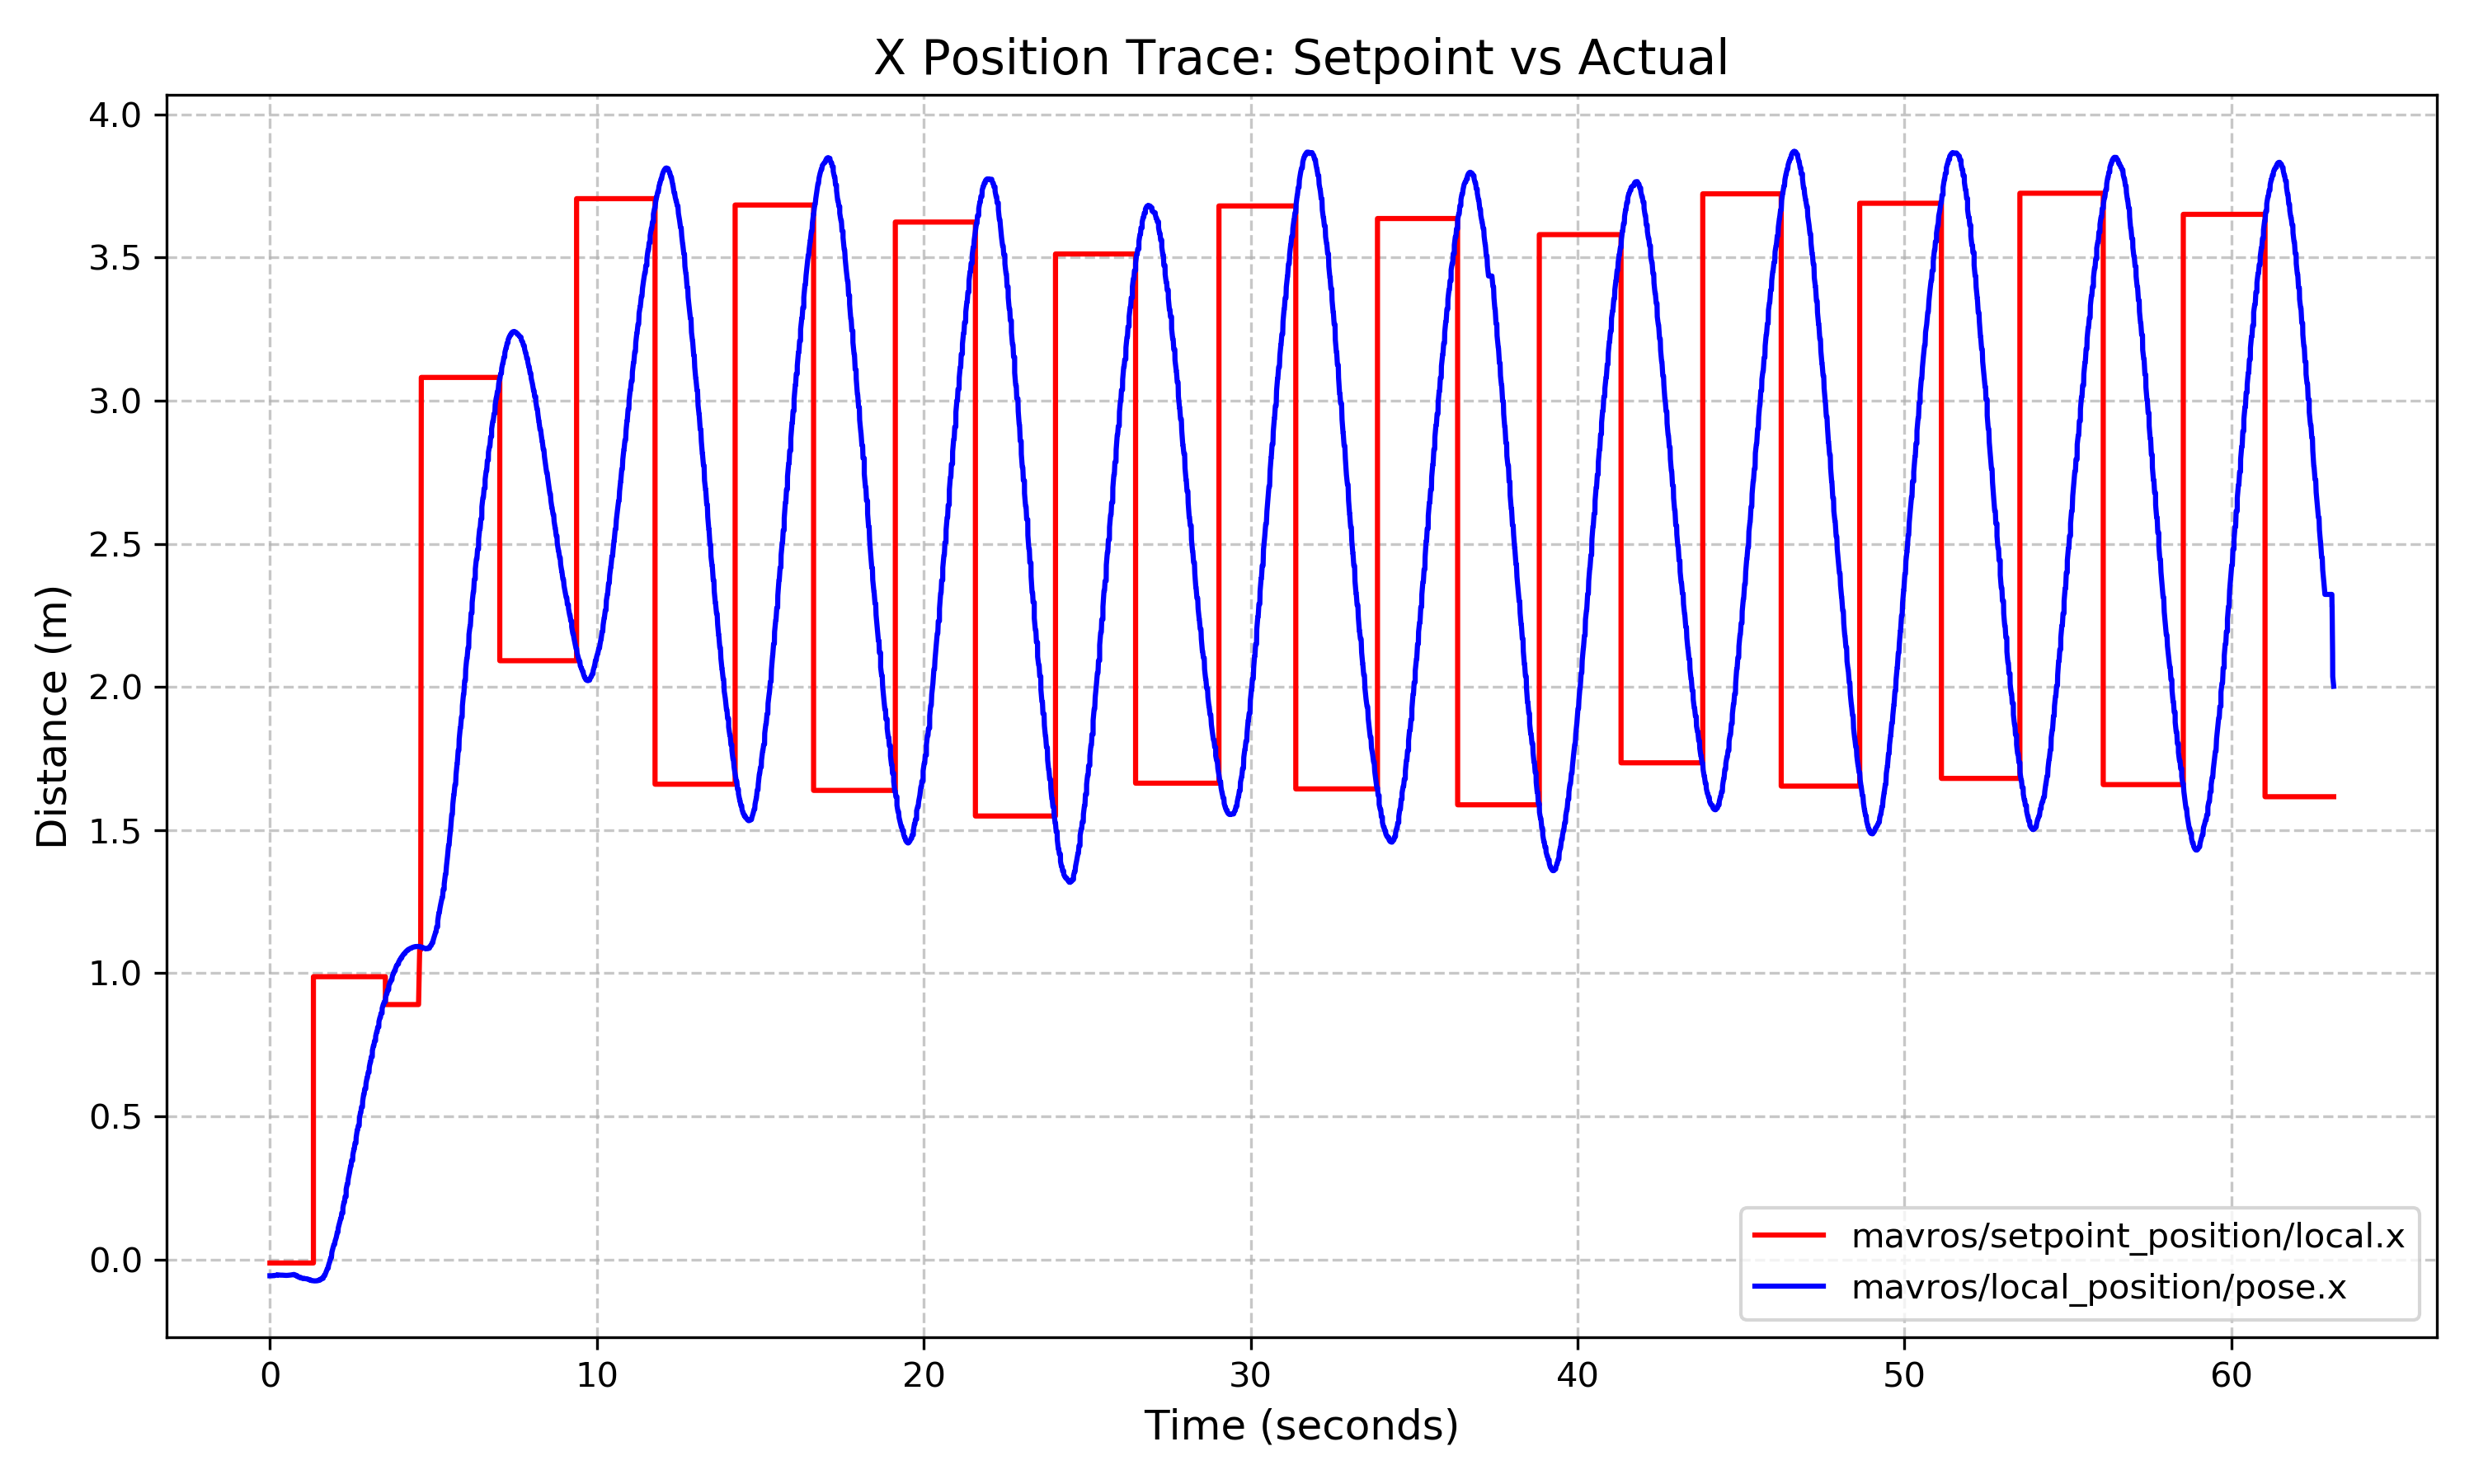 X Position Trace: Setpoint vs Actual
4.0
3.5
3.0
2.5
2.0
1.5
1.0
0.5
0.0
Distance (m)
0 10 20 30 40 50 60
Time (seconds)
mavros/setpoint_position/local.x
mavros/local_position/pose.x